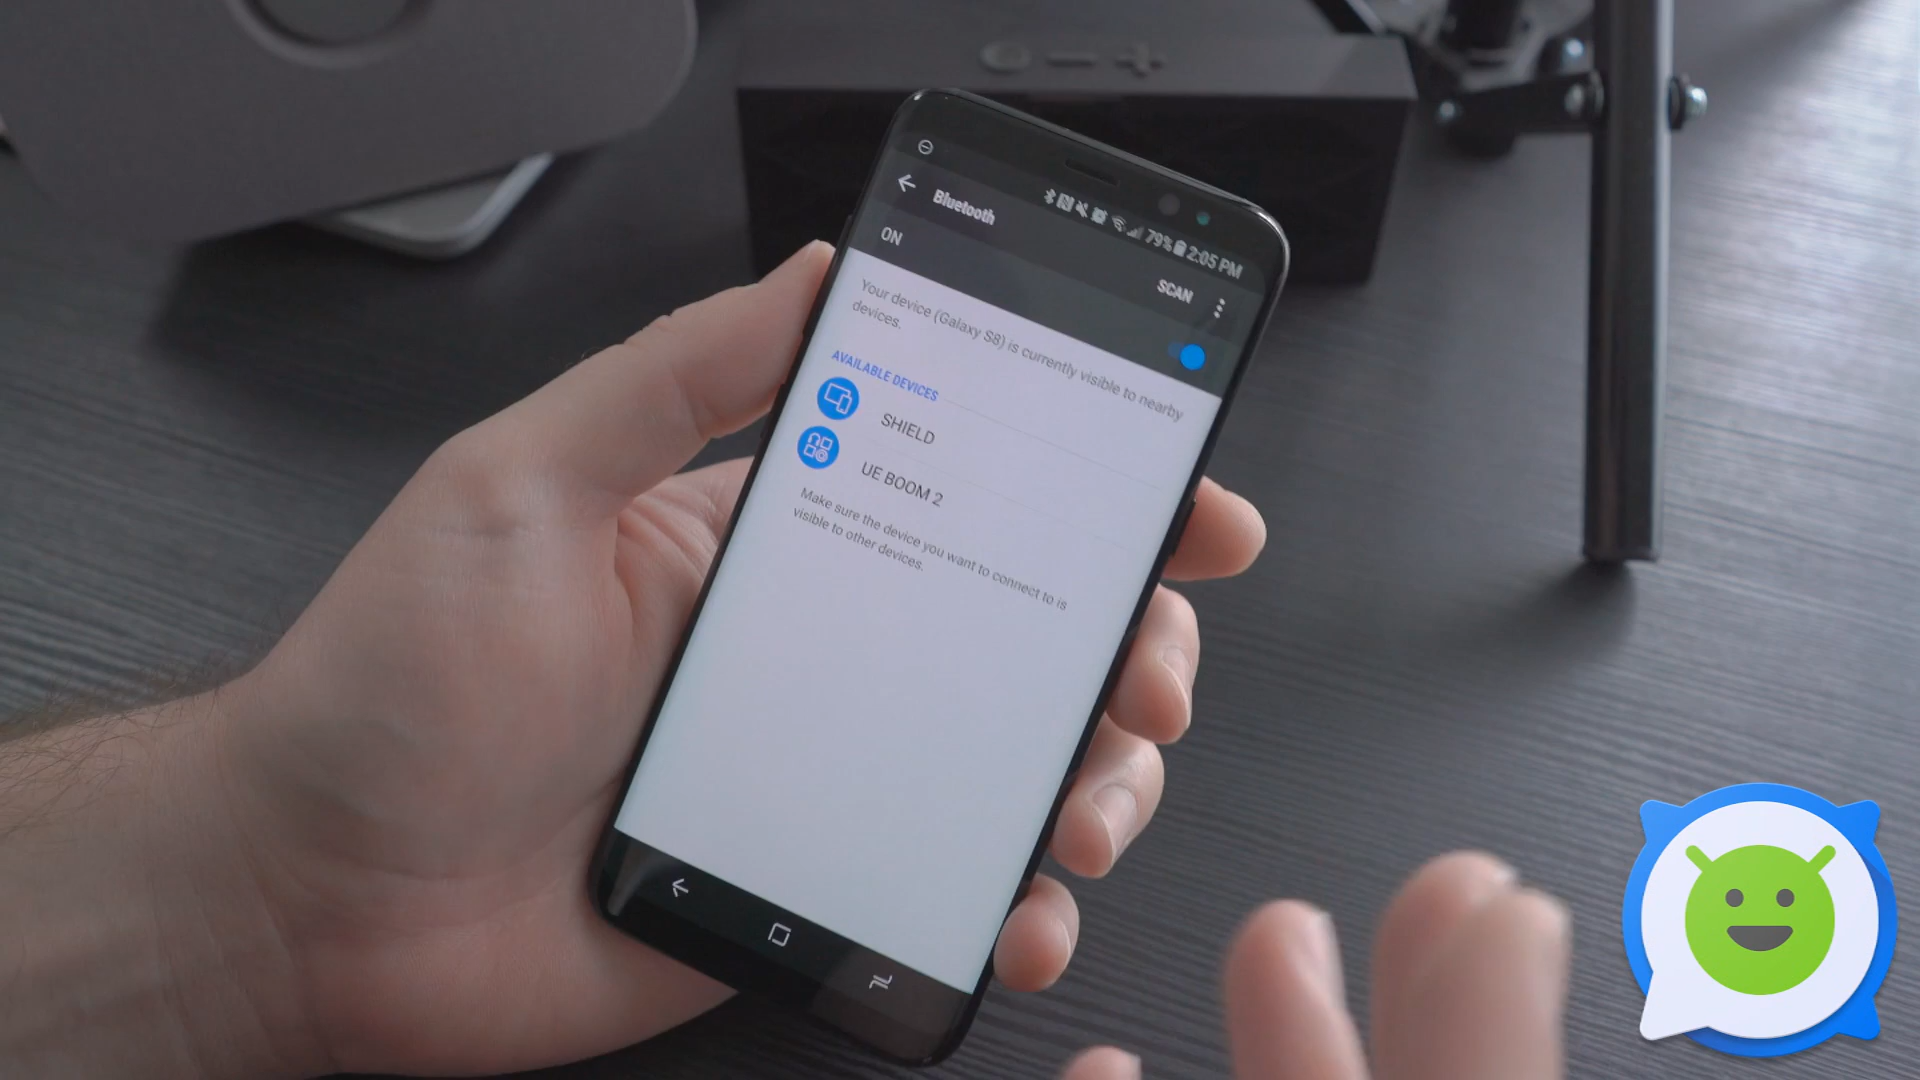 79% 2:05 PM
Bluetooth
SCAN
ON
Your device (Galaxy S8) is currently visible to nearby
devices.
AVAILABLE DEVICES
SHIELD
UE BOOM 2
Make sure the device you want to connect to is
visible to other devices.